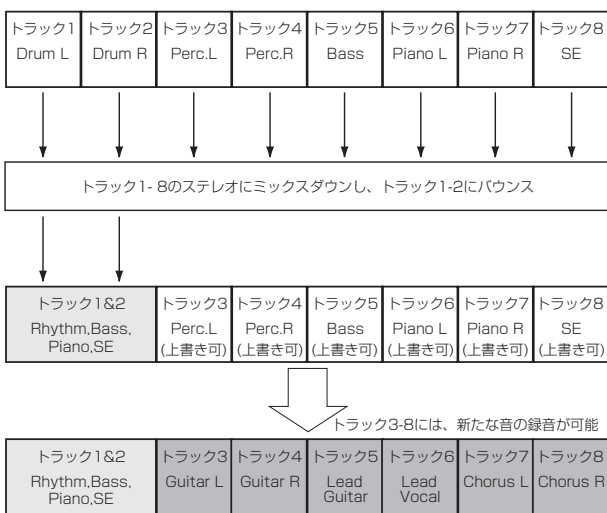 トラック1 トラック2 トラック3 トラック4 トラック5 トラック6 トラック7 トラック8
Drum L Drum R Perc.L Perc.R Bass Piano L Piano R SE
トラック1- 8のステレオにミックスダウンし、トラック1-2にバウンス
トラック1&2 トラック3 トラック4 トラック5 トラック6 トラック7 トラック8
Rhythm,Bass, Perc.L Perc.R Bass Piano L Piano R SE
Piano,SE (上書き可) (上書き可) (上書き可) (上書き可) (上書き可) (上書き可)
トラック3-8には、新たな音の録音が可能
トラック1&2 トラック3 トラック4 トラック5 トラック6 トラック7 トラック8
Rhythm,Bass, Guitar L Guitar R Lead Lead Chorus L Chorus R
Piano,SE Guitar Vocal